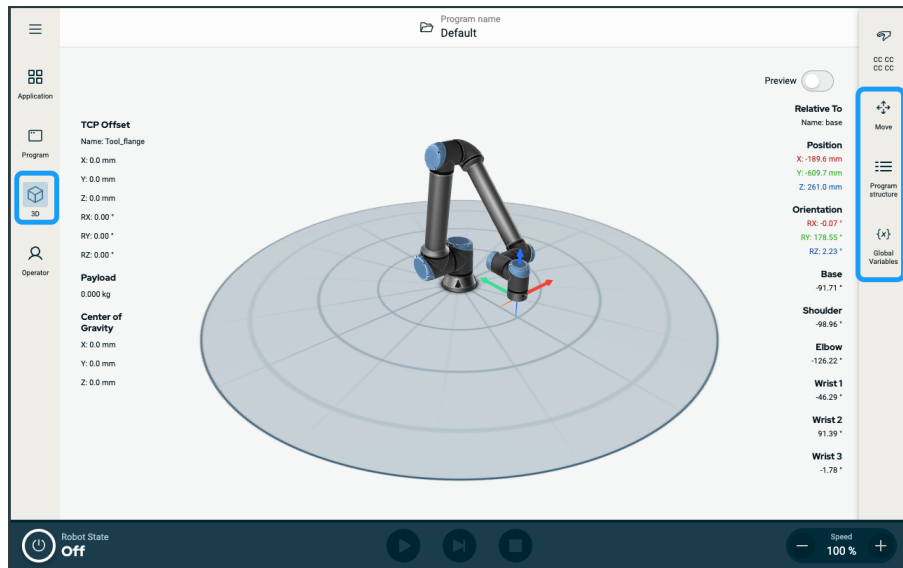 Program name
Default
Application
Program
3D
Operator
TCP Offset
Name: Tool_flange
X: 0.0 mm
Y: 0.0 mm
Z: 0.0 mm
RX: 0.00 °
RY: 0.00 °
RZ: 0.00 °
Payload
0.000 kg
Center of
Gravity
X: 0.0 mm
Y: 0.0 mm
Z: 0.0 mm
Preview
Relative To
Name: base
Position
X: -189.6 mm
Y: -609.7 mm
Z: 261.0 mm
Orientation
RX: -0.07 °
RY: 178.55 °
RZ: 2.23 °
Base
-91.71 °
Shoulder
-98.96 °
Elbow
-126.22 °
Wrist 1
-46.29 °
Wrist 2
91.39 °
Wrist 3
-1.78 °
CC CC
CC CC
Move
Program
structure
{x}
Global
Variables
Robot State
Off
Speed
100 %